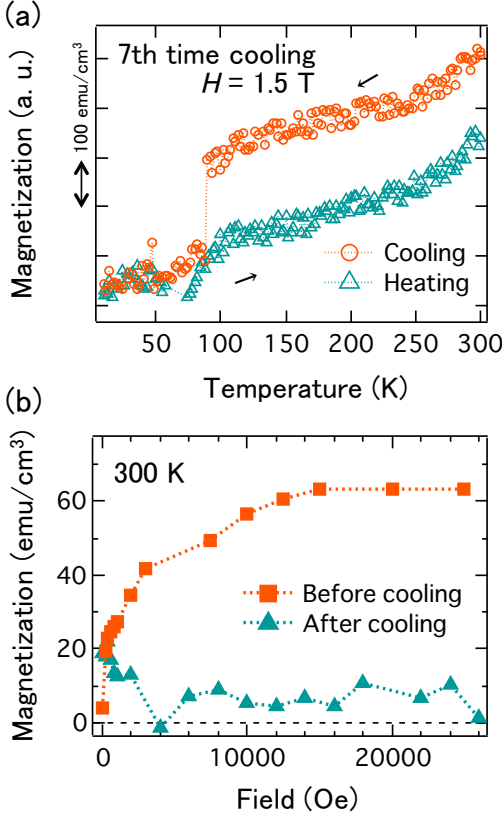 (a)
7th time cooling
H = 1.5 T
100 emu/cm³
Magnetization (a. u.)
Cooling
Heating
50 100 150 200 250 300
Temperature (K)
(b)
300 K
60
40
20
0
Magnetization (emu/cm³)
Before cooling
After cooling
0 10000 20000
Field (Oe)